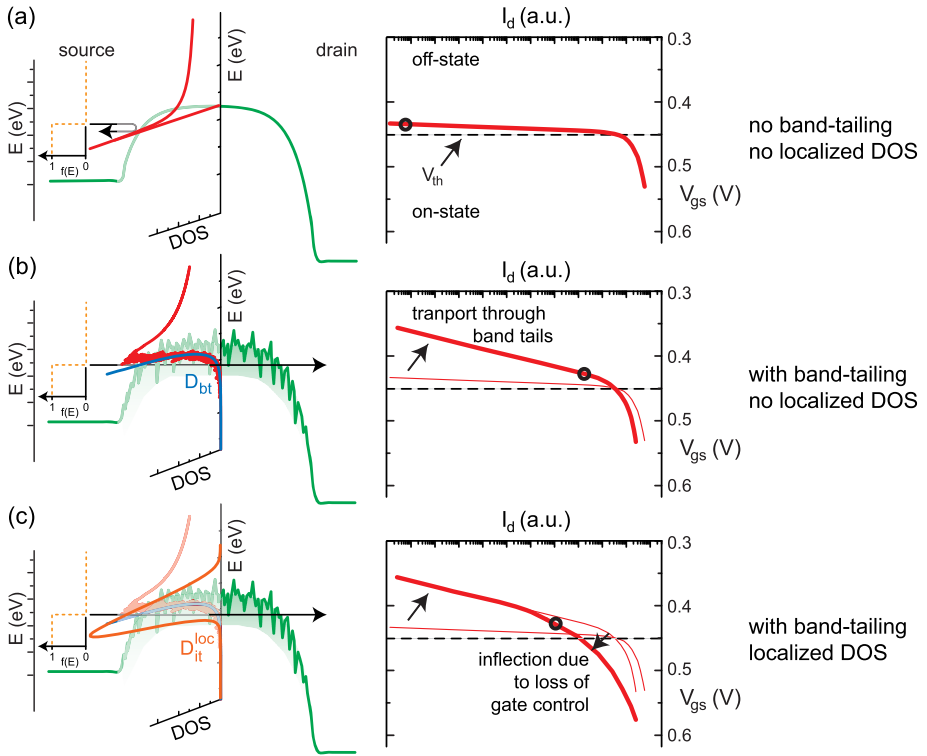 (a)
source
drain
E (eV)
E (eV)
1
0
f(E)
DOS
I_d (a.u.)
off-state
V_th
on-state
0.3
0.4
0.5
V_gs (V)
0.6
no band-tailing
no localized DOS
(b)
E (eV)
E (eV)
1
0
f(E)
D_bt
DOS
I_d (a.u.)
tranport through
band tails
0.3
0.4
0.5
V_gs (V)
0.6
with band-tailing
no localized DOS
(c)
E (eV)
E (eV)
1
0
f(E)
D_it^loc
DOS
I_d (a.u.)
inflection due
to loss of
gate control
0.3
0.4
0.5
V_gs (V)
0.6
with band-tailing
localized DOS